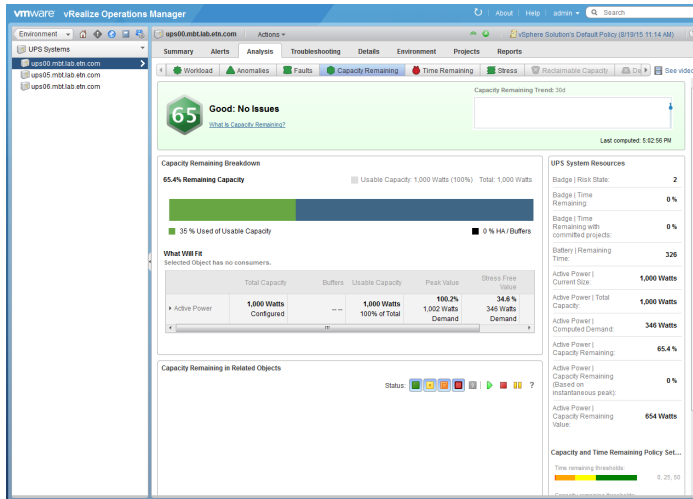 vmware vRealize Operations Manager
About Help admin Search
Environment
ups00.mbt.lab.etn.com Actions
vSphere Solution's Default Policy (8/19/15 11:14 AM)
UPS Systems
ups00.mbt.lab.etn.com
ups05.mbt.lab.etn.com
ups06.mbt.lab.etn.com
Summary Alerts Analysis Troubleshooting Details Environment Projects Reports
Workload Anomalies Faults Capacity Remaining Time Remaining Stress Reclaimable Capacity De See video
65
Good: No Issues
What Is Capacity Remaining?
Capacity Remaining Trend: 30d
Last computed: 5:02:56 PM
Capacity Remaining Breakdown
65.4% Remaining Capacity
Usable Capacity: 1,000 Watts (100%) Total: 1,000 Watts
35 % Used of Usable Capacity
0 % HA / Buffers
What Will Fit
Selected Object has no consumers.
Total Capacity Buffers Usable Capacity Peak Value Stress Free Value
Active Power
1,000 Watts
Configured
--
1,000 Watts
100% of Total
100.2%
1,002 Watts
Demand
34.6 %
346 Watts
Demand
Capacity Remaining in Related Objects
Status:
?
UPS System Resources
Badge | Risk State: 2
Badge | Time
Remaining: 0 %
Badge | Time
Remaining with
committed projects: 0 %
Battery | Remaining
Time: 326
Active Power |
Current Size: 1,000 Watts
Active Power | Total
Capacity: 1,000 Watts
Active Power |
Computed Demand: 346 Watts
Active Power |
Capacity Remaining: 65.4 %
Active Power |
Capacity Remaining
(Based on
instantaneous peak): 0 %
Active Power |
Capacity Remaining
Value: 654 Watts
Capacity and Time Remaining Policy Set...
Time remaining thresholds:
0, 25, 50